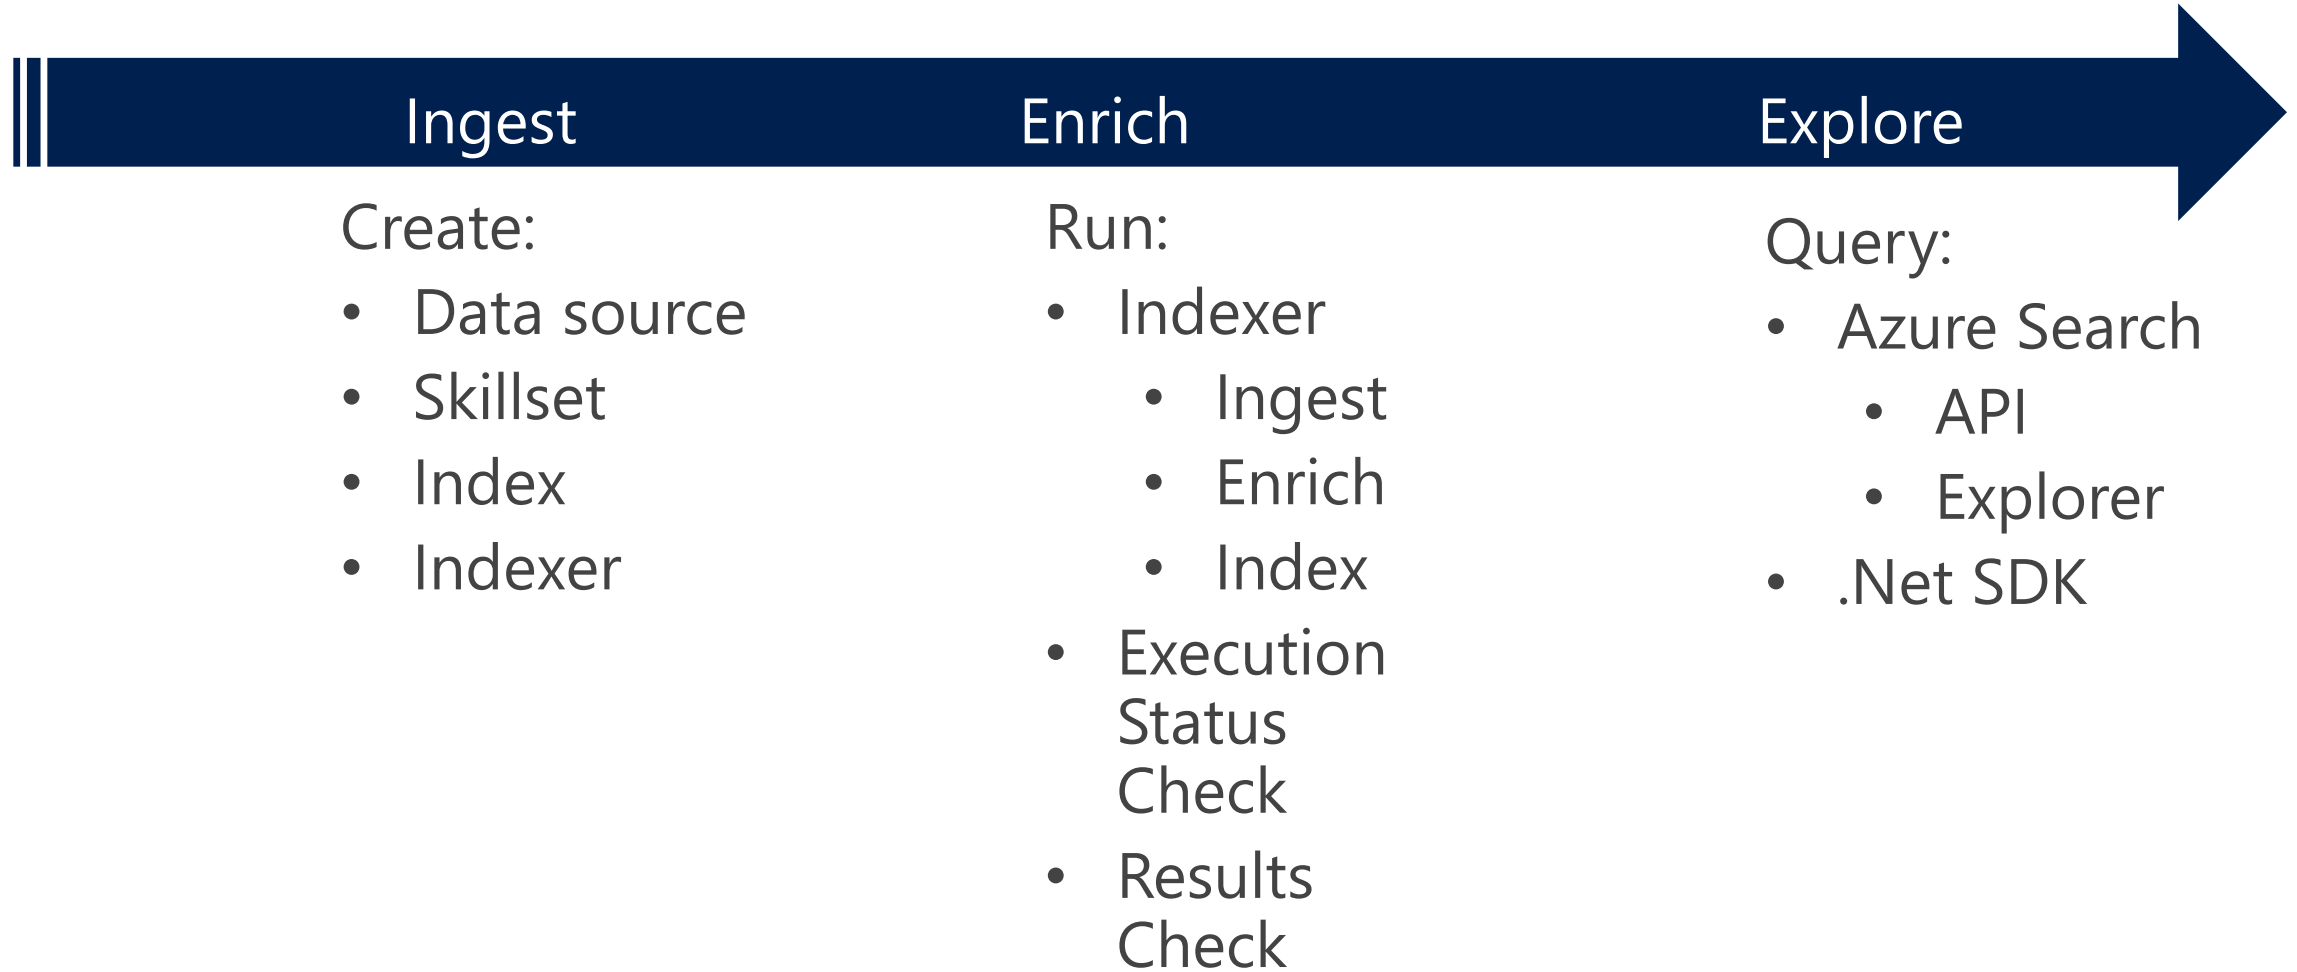 Ingest
Enrich
Explore
Create:
• Data source
• Skillset
• Index
• Indexer
Run:
• Indexer
• Ingest
• Enrich
• Index
• Execution
Status
Check
• Results
Check
Query:
• Azure Search
• API
• Explorer
• .Net SDK